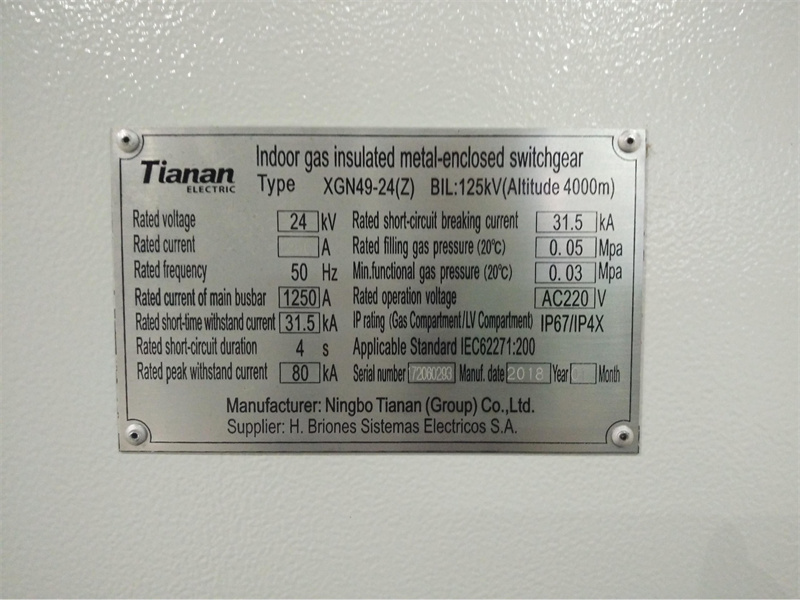 Tianan
ELECTRIC
Indoor gas insulated metal-enclosed switchgear
Type XGN49-24(Z) BIL:125kV(Altitude 4000m)
Rated voltage 24 kV Rated short-circuit breaking current 31.5 kA
Rated current A Rated filling gas pressure (20℃) 0.05 Mpa
Rated frequency 50 Hz Min.functional gas pressure (20℃) 0.03 Mpa
Rated current of main busbar 1250 A Rated operation voltage AC220 V
Rated short-time withstand current 31.5 kA IP rating (Gas Compartment/LV Compartment) IP67/IP4X
Rated short-circuit duration 4 s Applicable Standard IEC62271:200
Rated peak withstand current 80 kA Serial number Manuf. date 2018 Year Month
Manufacturer: Ningbo Tianan (Group) Co.,Ltd.
Supplier: H. Briones Sistemas Electricos S.A.